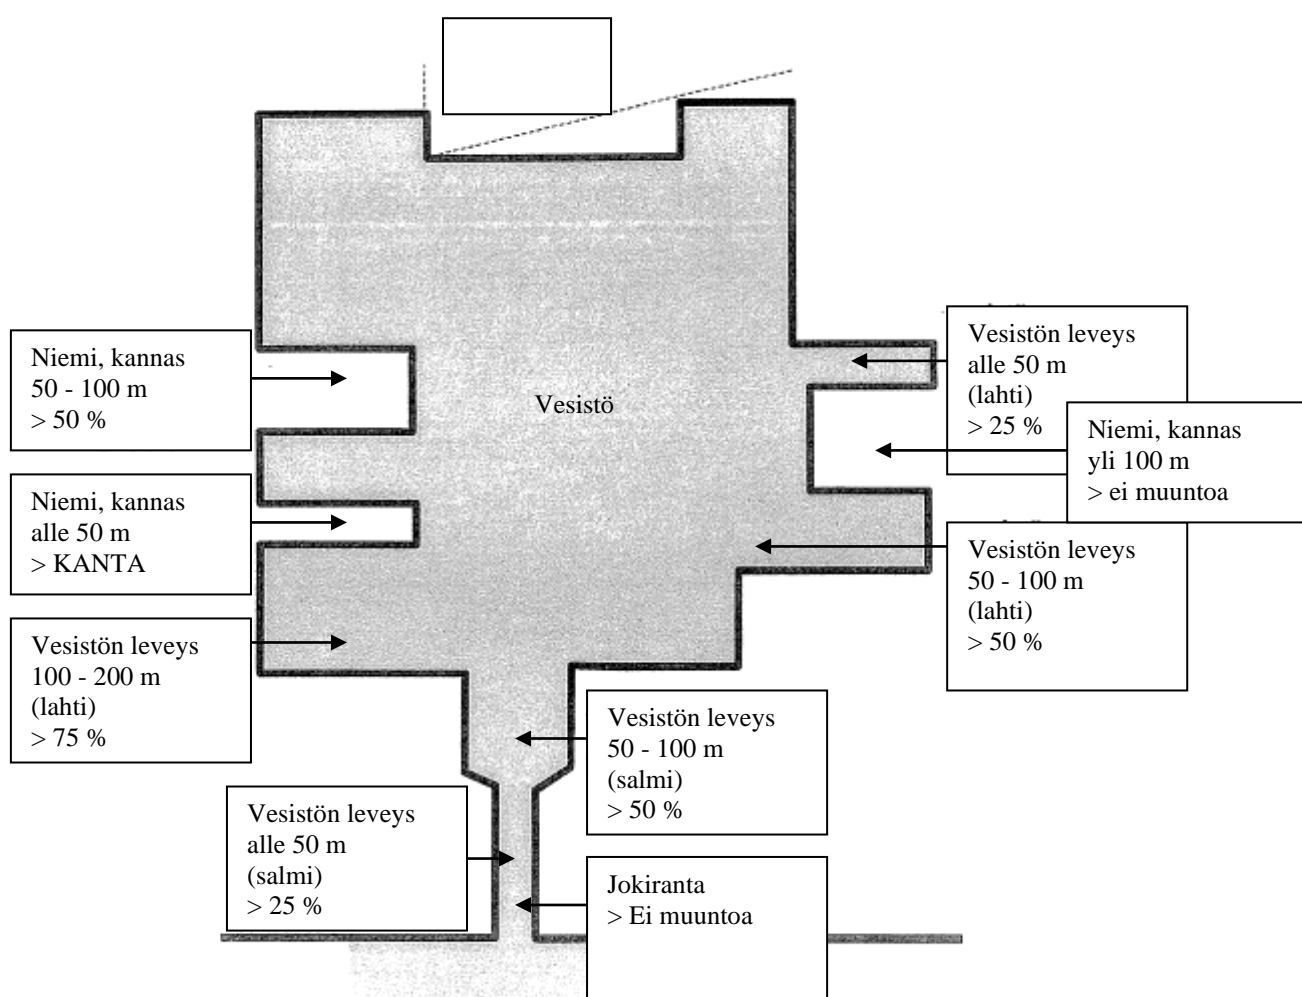 Niemi, kannas
50 - 100 m
> 50 %
Niemi, kannas
alle 50 m
> KANTA
Vesistön leveys
100 - 200 m
(lahti)
> 75 %
Vesistö
Vesistön leveys
alle 50 m
(lahti)
> 25 %
Niemi, kannas
yli 100 m
> ei muuntoa
Vesistön leveys
50 - 100 m
(lahti)
> 50 %
Vesistön leveys
50 - 100 m
(salmi)
> 50 %
Vesistön leveys
alle 50 m
(salmi)
> 25 %
Jokiranta
> Ei muuntoa